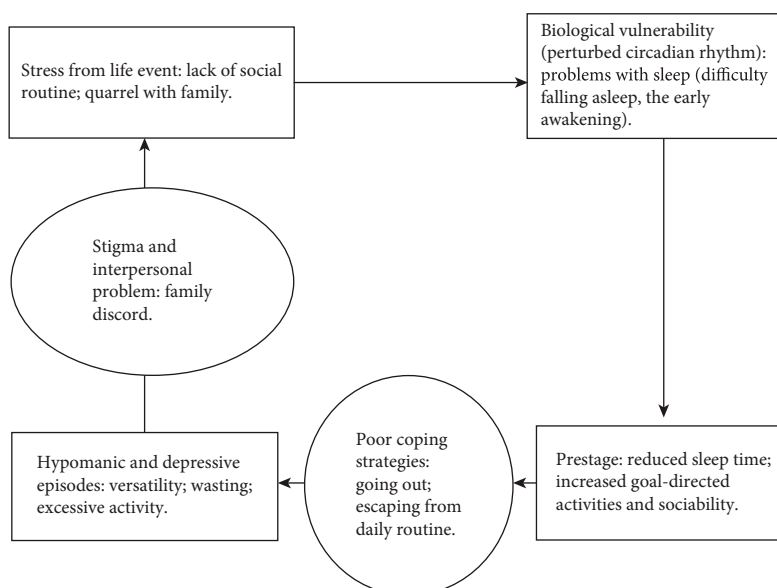 Stress from life event: lack of social
routine; quarrel with family.
Biological vulnerability
(perturbed circadian rhythm):
problems with sleep (difficulty
falling asleep, the early
awakening).
Stigma and
interpersonal
problem: family
discord.
Hypomanic and depressive
episodes: versatility; wasting;
excessive activity.
Poor coping
strategies:
going out;
escaping from
daily routine.
Prestage: reduced sleep time;
increased goal-directed
activities and sociability.